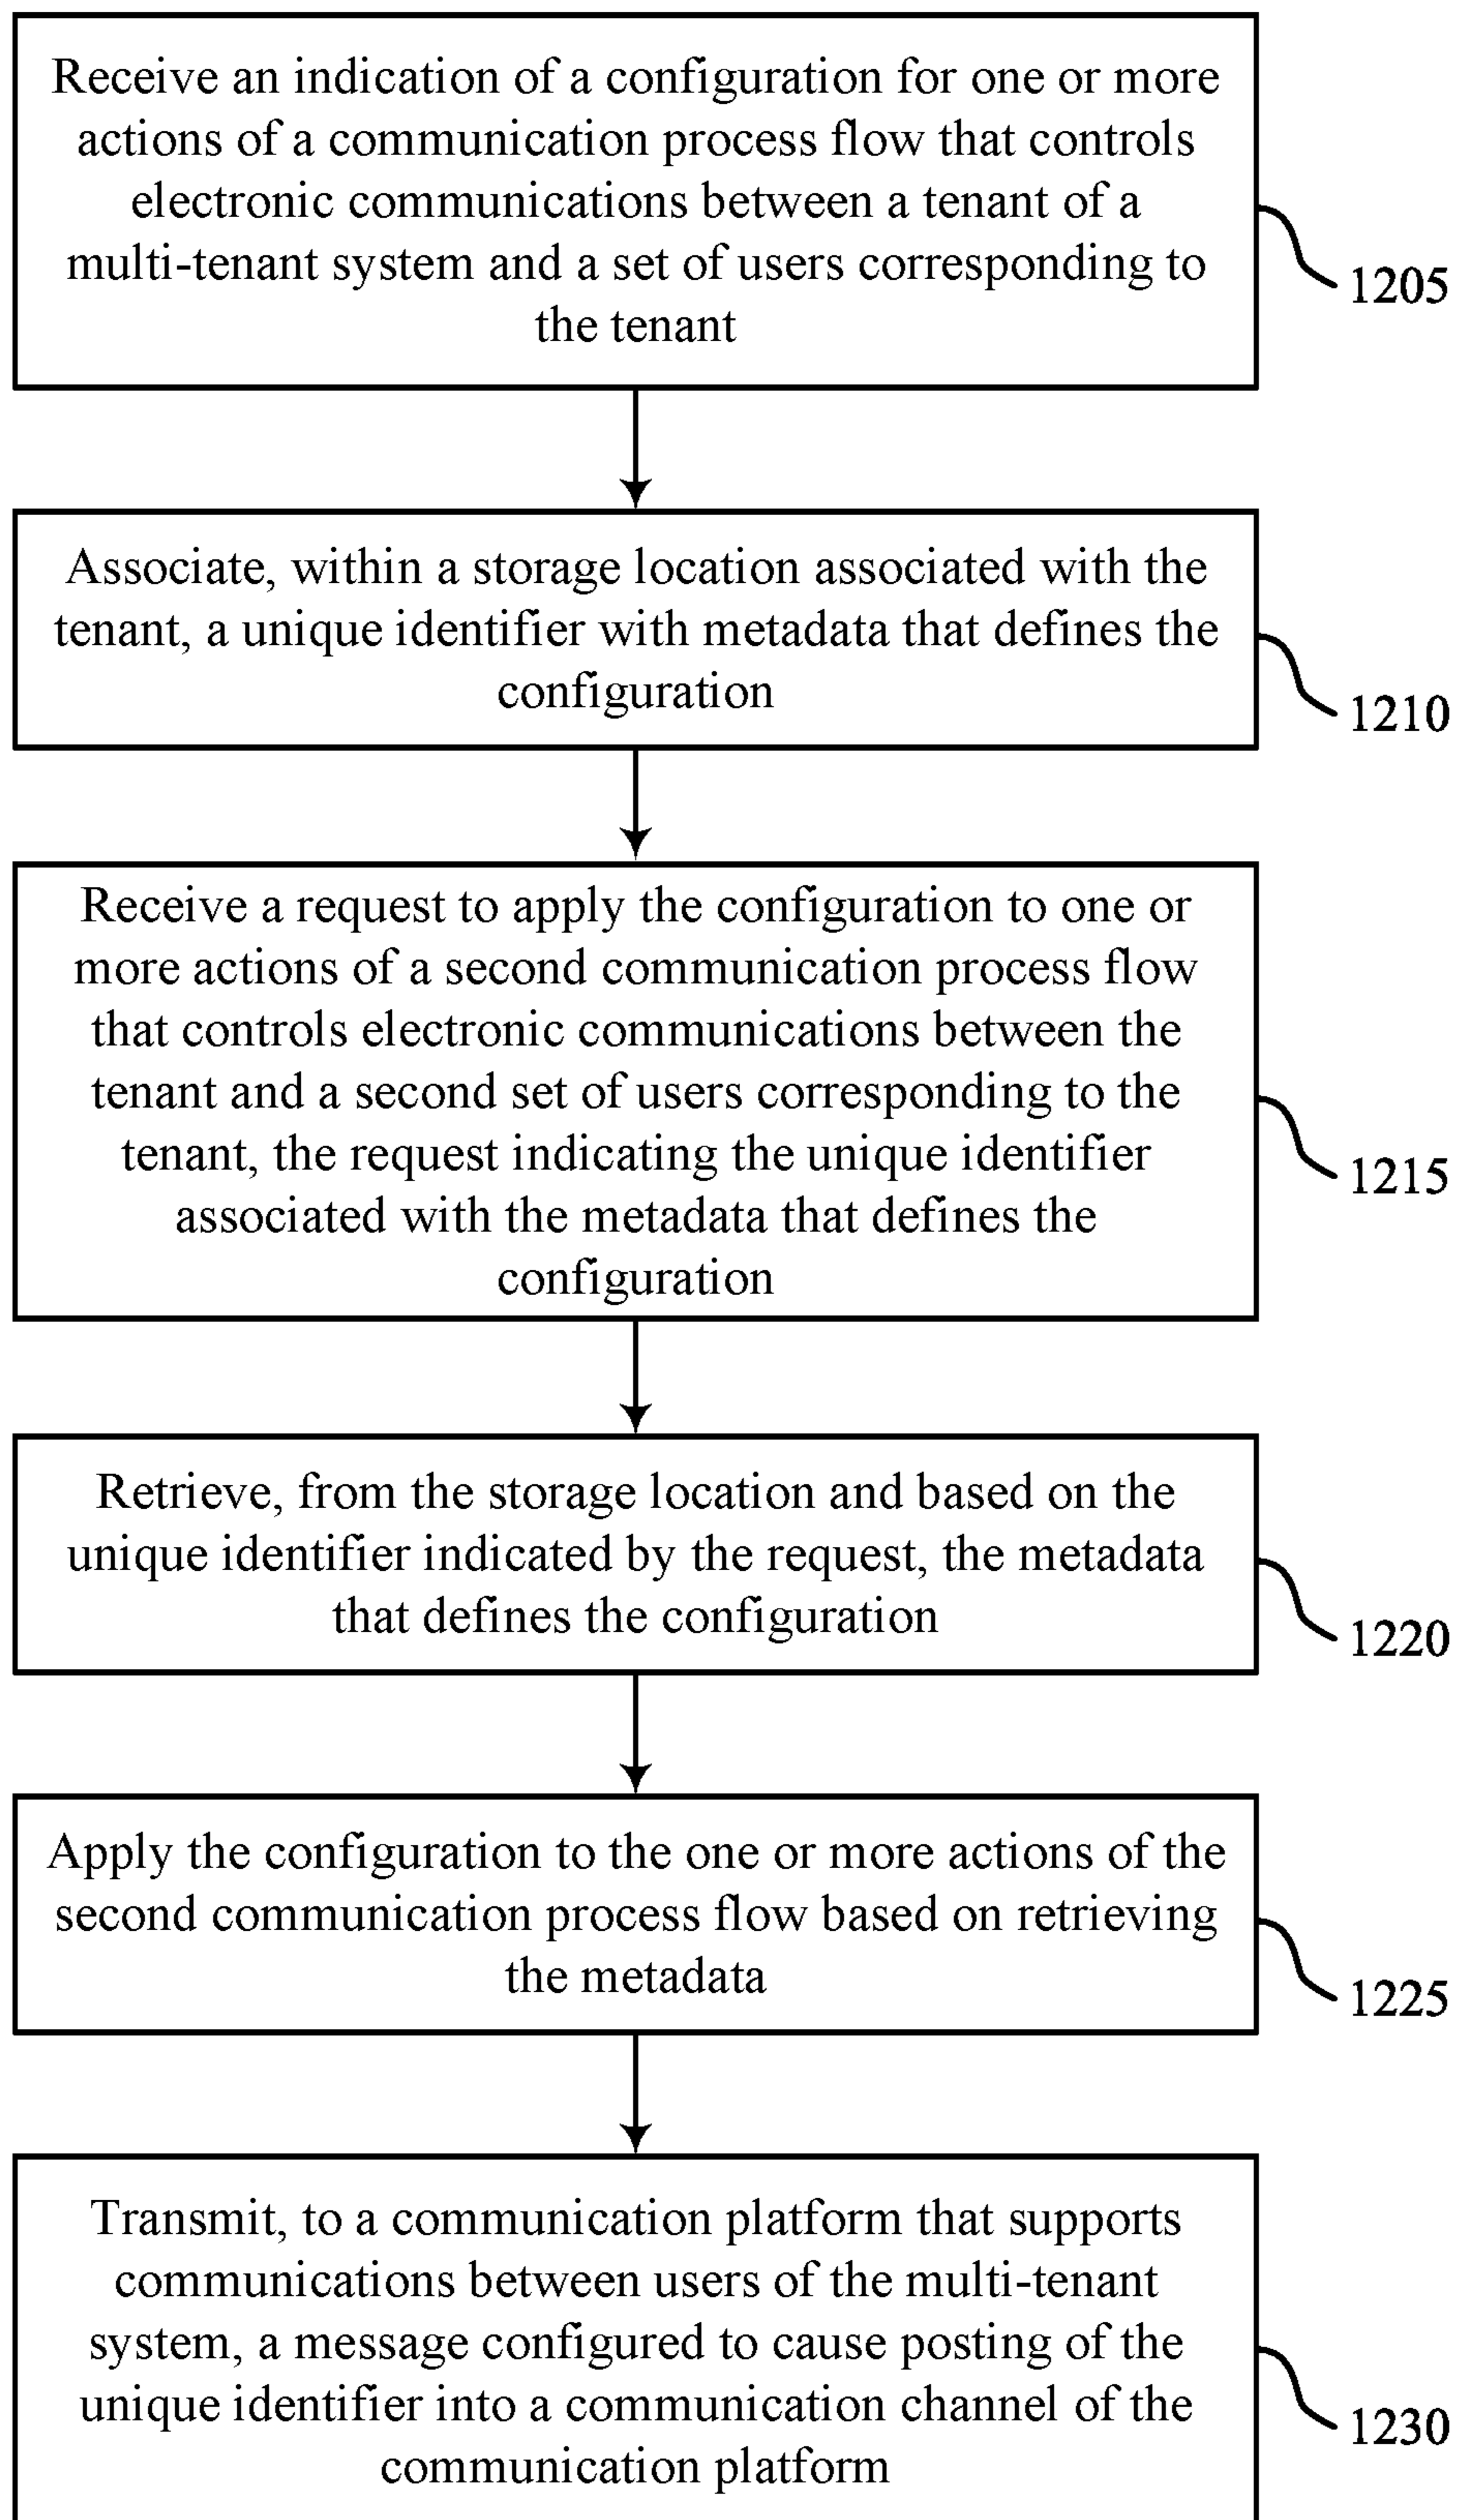 Receive an indication of a configuration for one or more
actions of a communication process flow that controls
electronic communications between a tenant of a
multi-tenant system and a set of users corresponding to
the tenant
1205
Associate, within a storage location associated with the
tenant, a unique identifier with metadata that defines the
configuration
1210
Receive a request to apply the configuration to one or
more actions of a second communication process flow
that controls electronic communications between the
tenant and a second set of users corresponding to the
tenant, the request indicating the unique identifier
associated with the metadata that defines the
configuration
1215
Retrieve, from the storage location and based on the
unique identifier indicated by the request, the metadata
that defines the configuration
1220
Apply the configuration to the one or more actions of the
second communication process flow based on retrieving
the metadata
1225
Transmit, to a communication platform that supports
communications between users of the multi-tenant
system, a message configured to cause posting of the
unique identifier into a communication channel of the
communication platform
1230